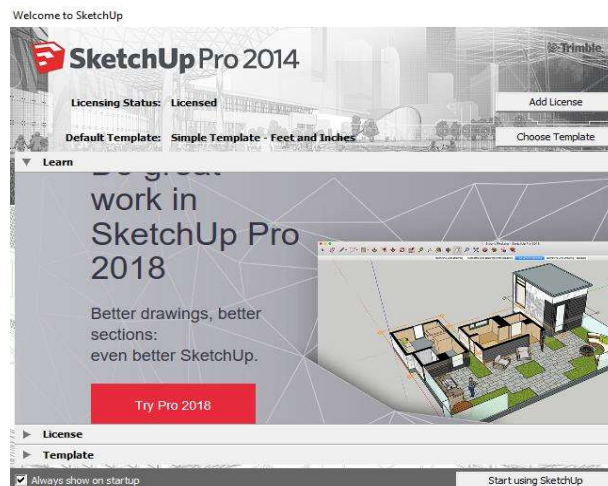 Welcome to SketchUp
SketchUp Pro 2014
Trimble
Licensing Status: Licensed
Add License
Default Template: Simple Template - Feet and Inches
Choose Template
Learn
Be great
work in
SketchUp Pro
2018
Better drawings, better
sections:
even better SketchUp.
Try Pro 2018
License
Template
Always show on startup
Start using SketchUp